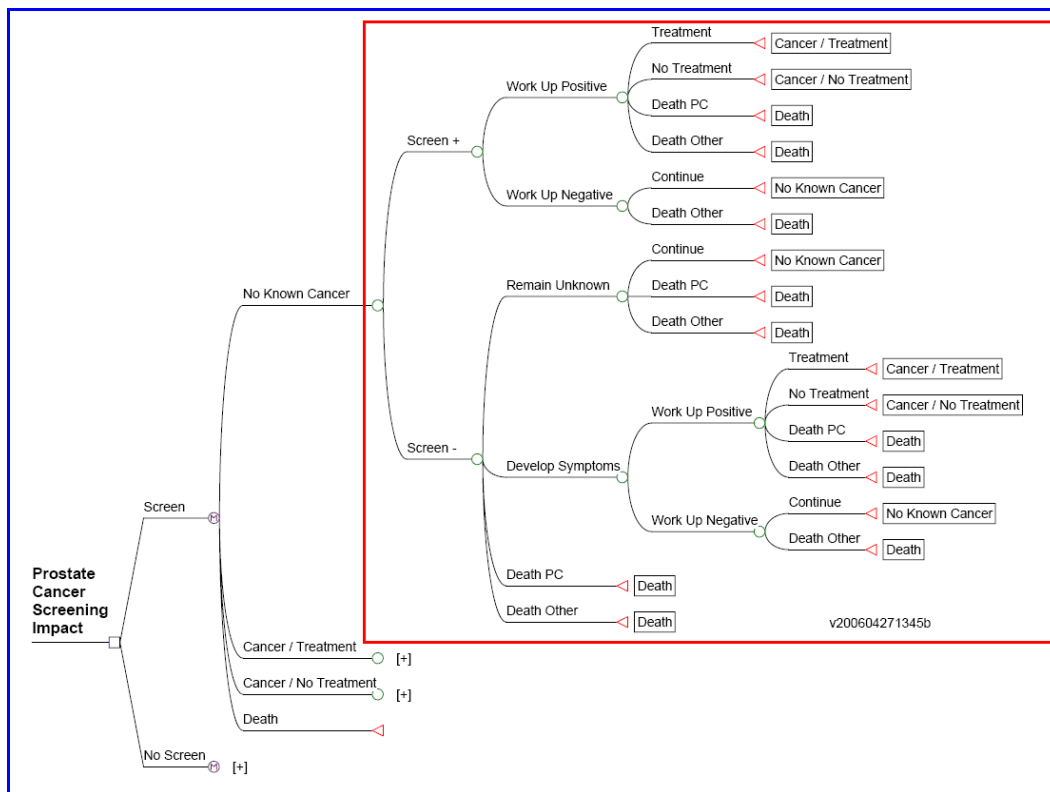 Treatment
Cancer / Treatment
No Treatment
Cancer / No Treatment
Work Up Positive
Death PC
Death
Death Other
Death
Screen +
Continue
No Known Cancer
Work Up Negative
Death Other
Death
Continue
No Known Cancer
Remain Unknown
Death PC
Death
Death Other
Death
No Known Cancer
Treatment
Cancer / Treatment
No Treatment
Cancer / No Treatment
Work Up Positive
Death PC
Death
Screen -
Develop Symptoms
Death Other
Death
Continue
No Known Cancer
Work Up Negative
Death Other
Death
Death PC
Death
Death Other
Death
v200604271345b
Screen
M
Prostate
Cancer
Screening
Impact
Cancer / Treatment
[+]
Cancer / No Treatment
[+]
Death
No Screen
M
[+]